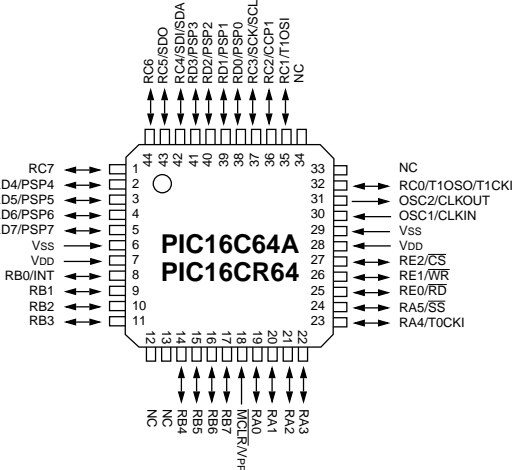 RC6
RC5/SDO
RC4/SDI/SDA
RD3/PSP3
RD2/PSP2
RD1/PSP1
RD0/PSP0
RC3/SCK/SCL
RC2/CCP1
RC1/T1OSI
NC
44
43
42
41
40
39
38
37
36
35
34
RC7 1
D4/PSP4 2
D5/PSP5 3
D6/PSP6 4
D7/PSP7 5
VSS 6
VDD 7
RB0/INT 8
RB1 9
RB2 10
RB3 11
PIC16C64A
PIC16CR64
33 NC
32 RC0/T1OSO/T1CKI
31 OSC2/CLKOUT
30 OSC1/CLKIN
29 VSS
28 VDD
27 RE2/CS
26 RE1/WR
25 RE0/RD
24 RA5/SS
23 RA4/T0CKI
12
13
14
15
16
17
18
19
20
21
22
NC
NC
RB4
RB5
RB6
RB7
MCLR/VPP
RA0
RA1
RA2
RA3